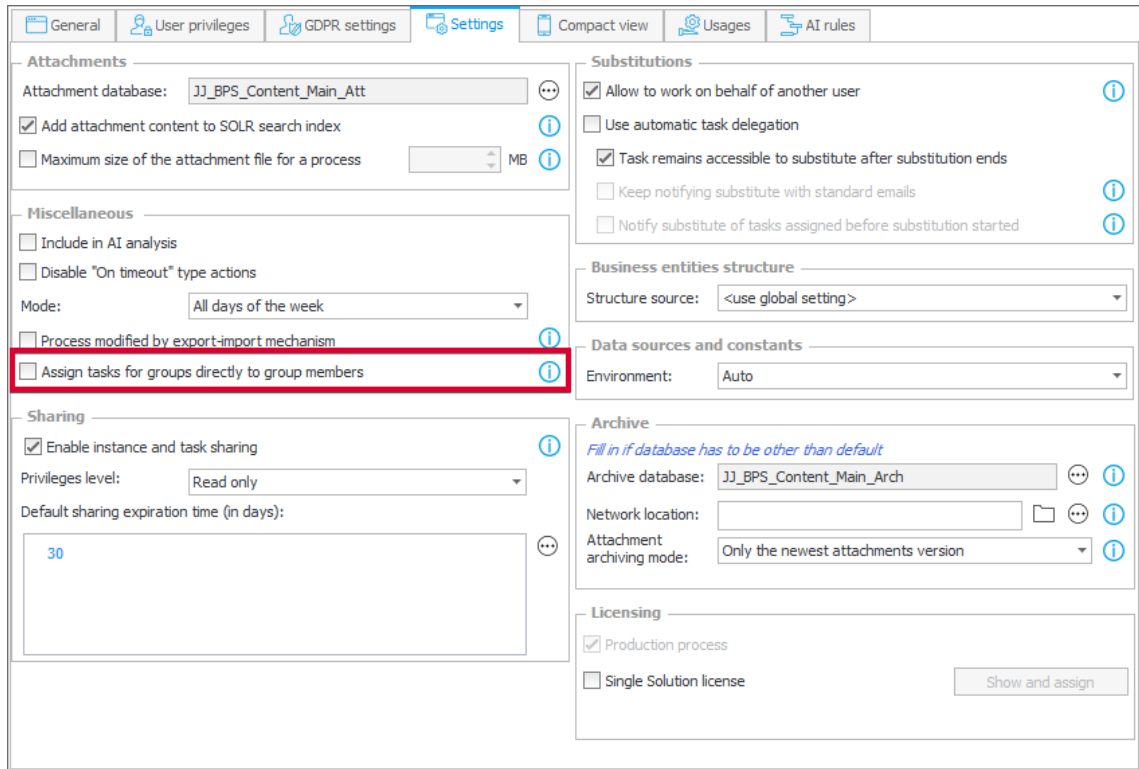 General
User privileges
GDPR settings
Settings
Compact view
Usages
AI rules
Attachments
Attachment database:
JJ_BPS_Content_Main_Att
Add attachment content to SOLR search index
Maximum size of the attachment file for a process
MB
Miscellaneous
Include in AI analysis
Disable "On timeout" type actions
Mode:
All days of the week
Process modified by export-import mechanism
Assign tasks for groups directly to group members
Sharing
Enable instance and task sharing
Privileges level:
Read only
Default sharing expiration time (in days):
30
Substitutions
Allow to work on behalf of another user
Use automatic task delegation
Task remains accessible to substitute after substitution ends
Keep notifying substitute with standard emails
Notify substitute of tasks assigned before substitution started
Business entities structure
Structure source:
<use global setting>
Data sources and constants
Environment:
Auto
Archive
Fill in if database has to be other than default
Archive database:
JJ_BPS_Content_Main_Arch
Network location:
Attachment
archiving mode:
Only the newest attachments version
Licensing
Production process
Single Solution license
Show and assign